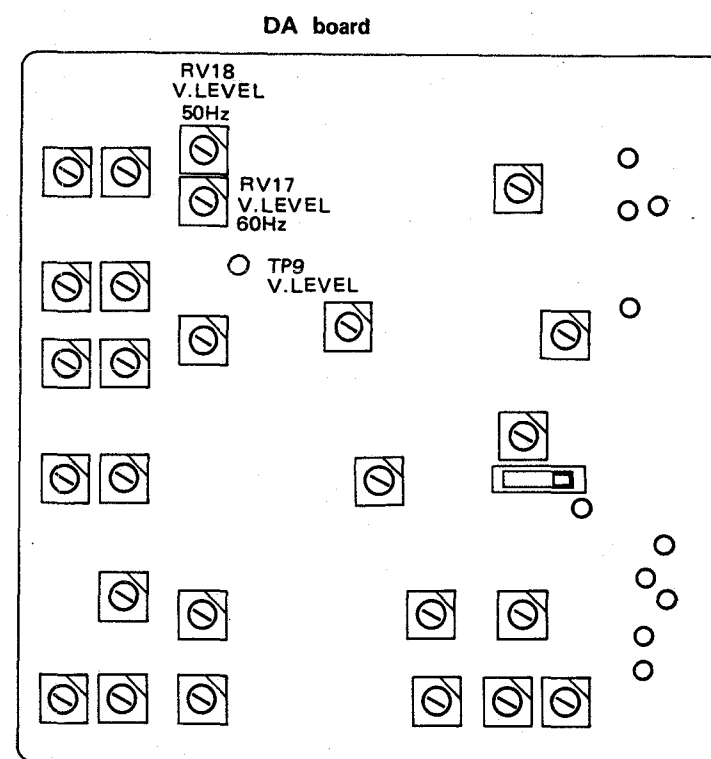 DA board
RV18
V.LEVEL
50Hz
RV17
V.LEVEL
60Hz
TP9
V.LEVEL